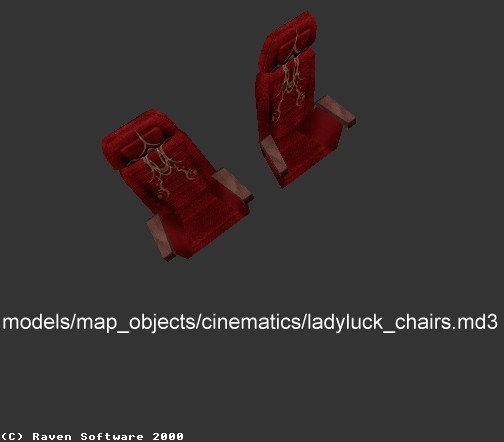 models/map_objects/cinematics/ladyluck_chairs.md3
(C) Raven Software 2000